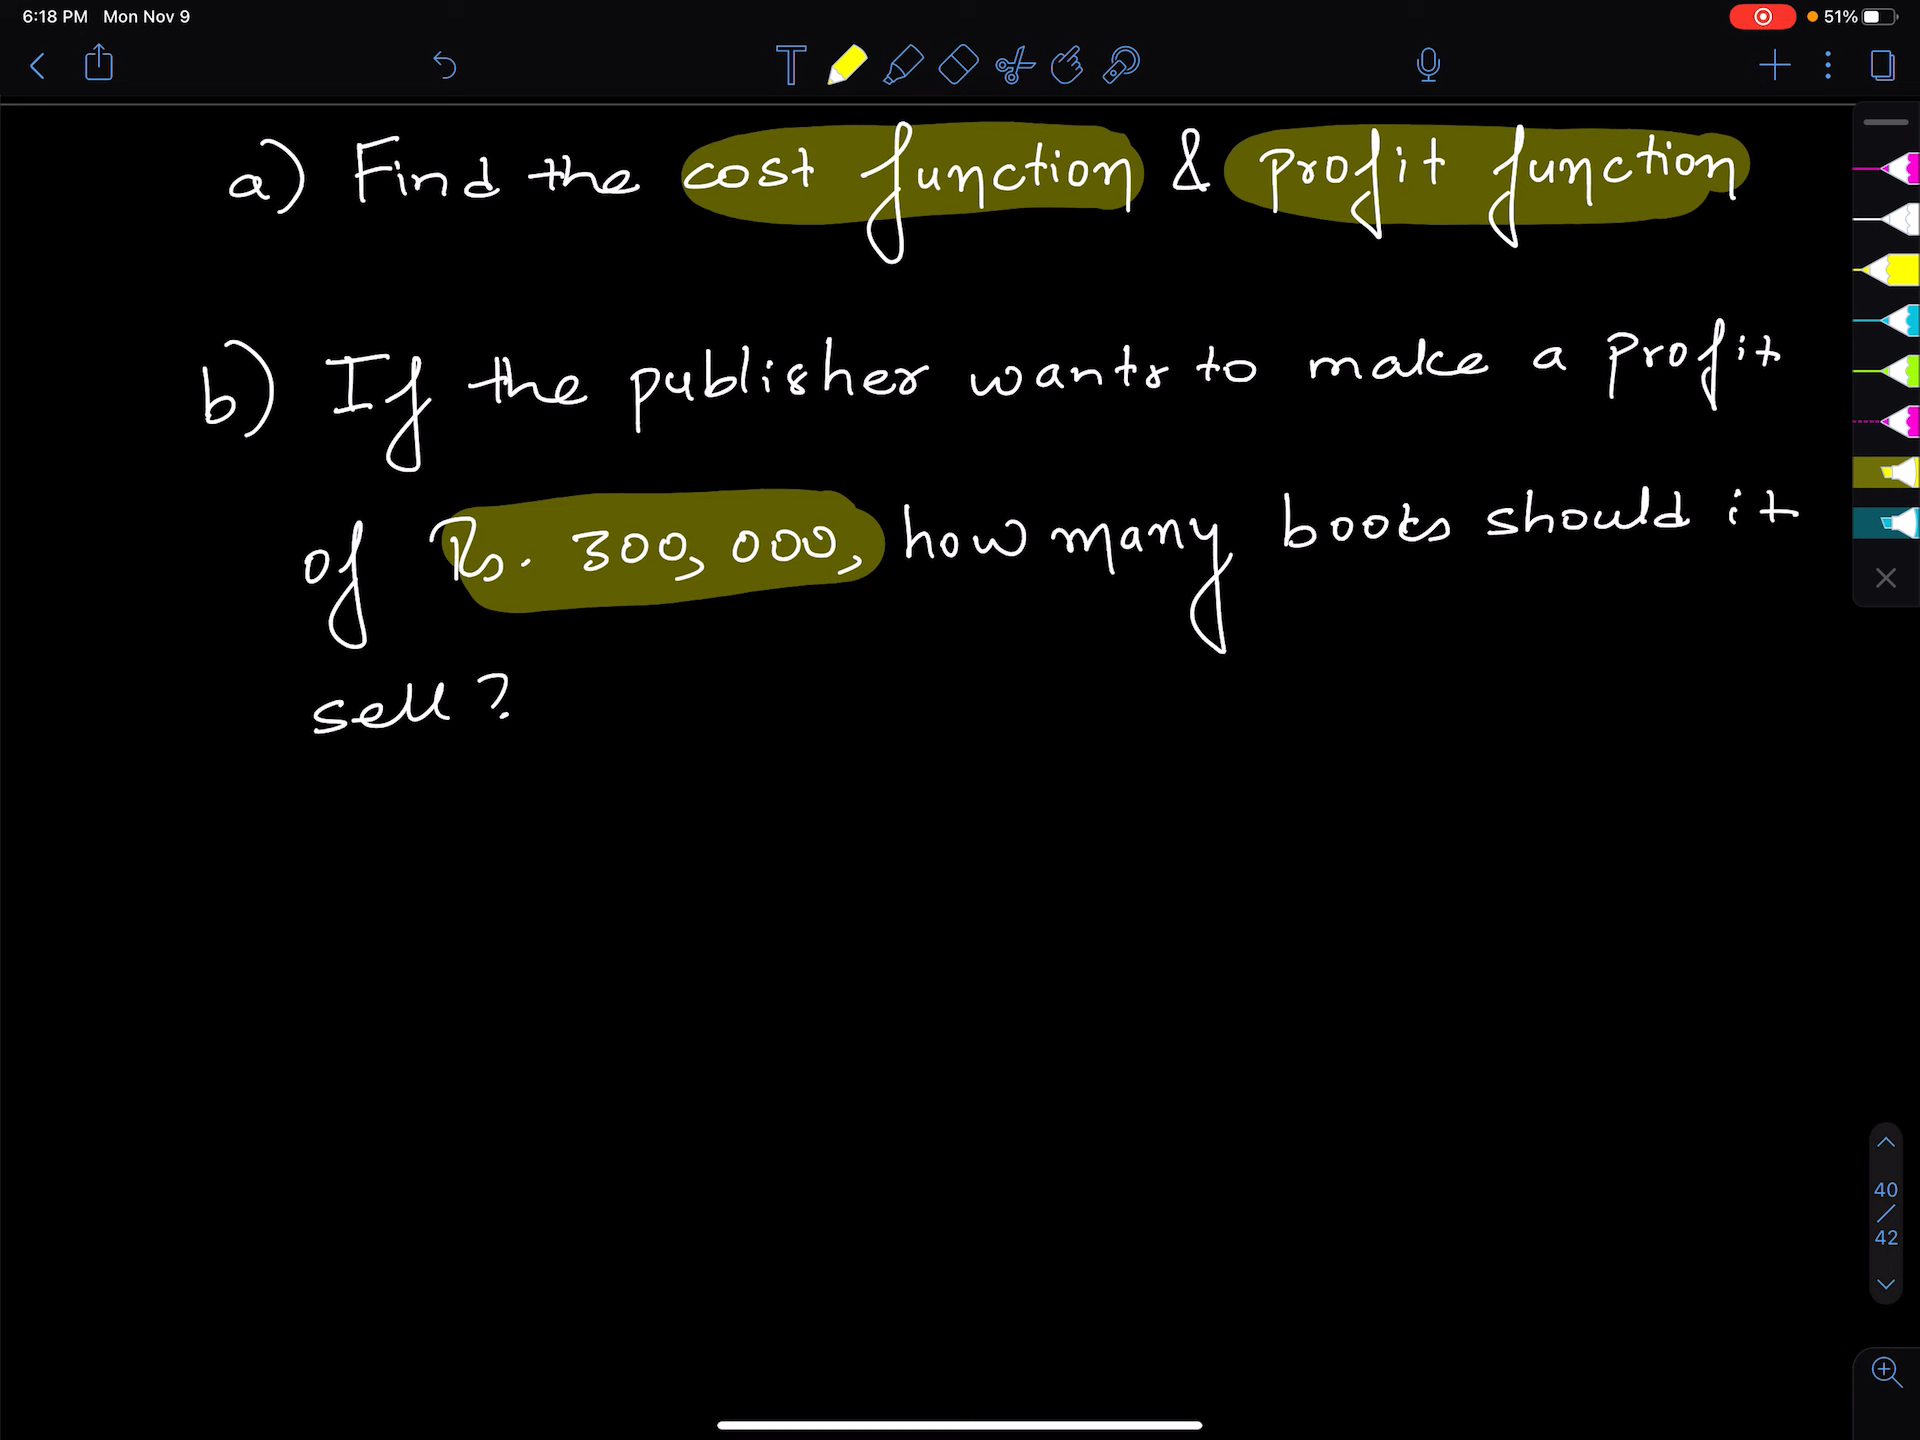 6:18 PM Mon Nov 9
51%
a) Find the cost function & profit function
b) If the publisher wants to make a profit
of Rs. 300,000, how many books should it
sell?
40
/
42